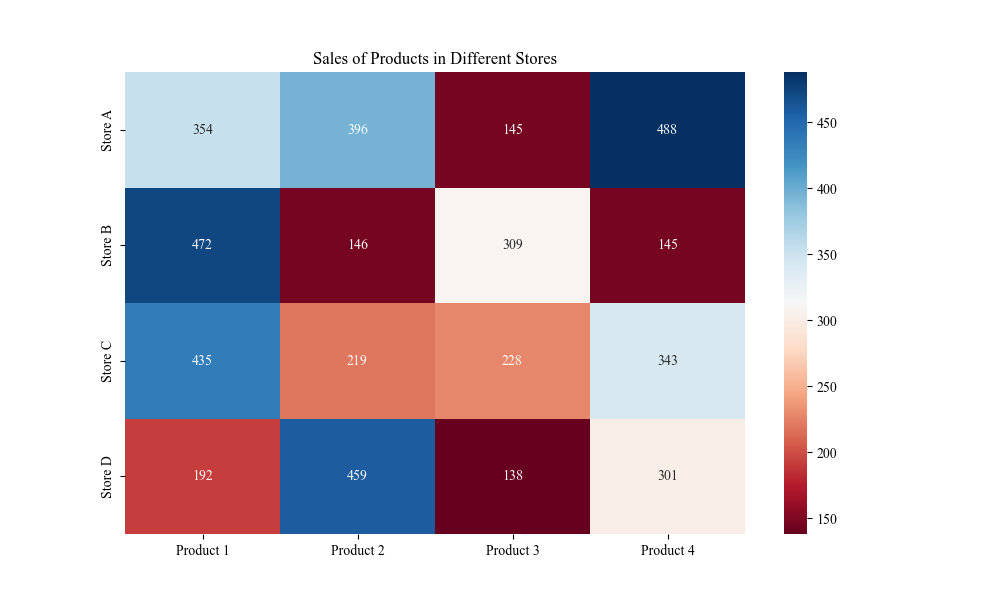 Sales of Products in Different Stores
Store A
354 396 145 488
Store B
472 146 309 145
Store C
435 219 228 343
Store D
192 459 138 301
Product 1 Product 2 Product 3 Product 4
450
400
350
300
250
200
150